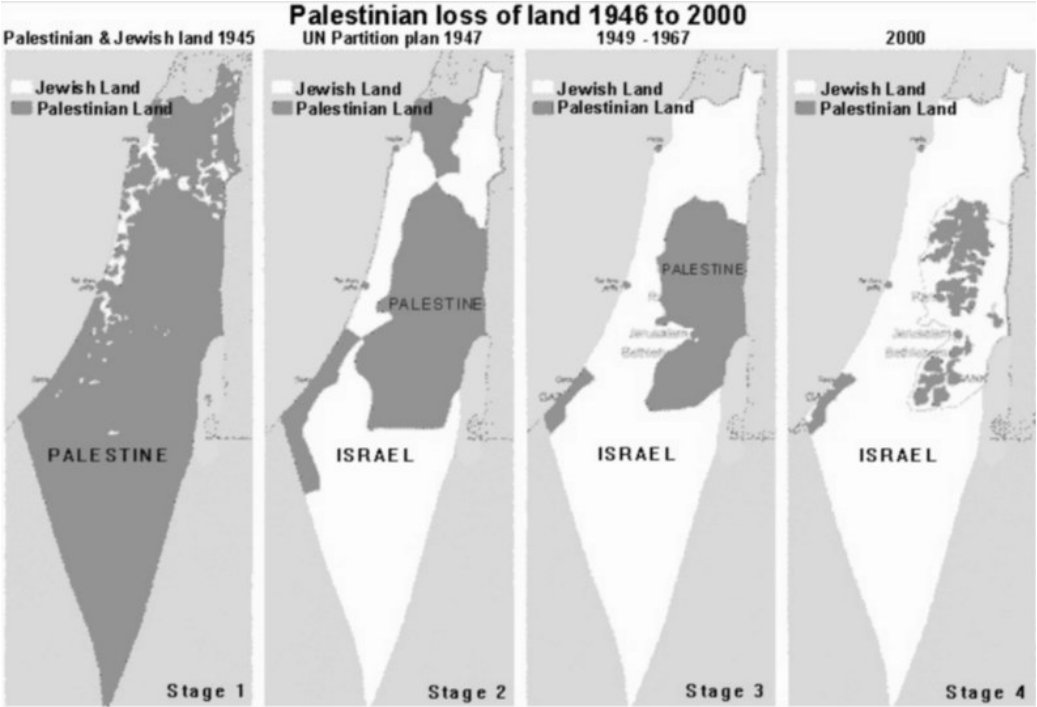 Palestinian loss of land 1946 to 2000
Palestinian & Jewish land 1945
Jewish Land
Palestinian Land
PALESTINE
Stage 1
UN Partition plan 1947
Jewish Land
Palestinian Land
PALESTINE
ISRAEL
Stage 2
1949 - 1967
Jewish Land
Palestinian Land
PALESTINE
Jerusalem
ISRAEL
Stage 3
2000
Jewish Land
Palestinian Land
Jerusalem
Bethlehem
ISRAEL
Stage 4